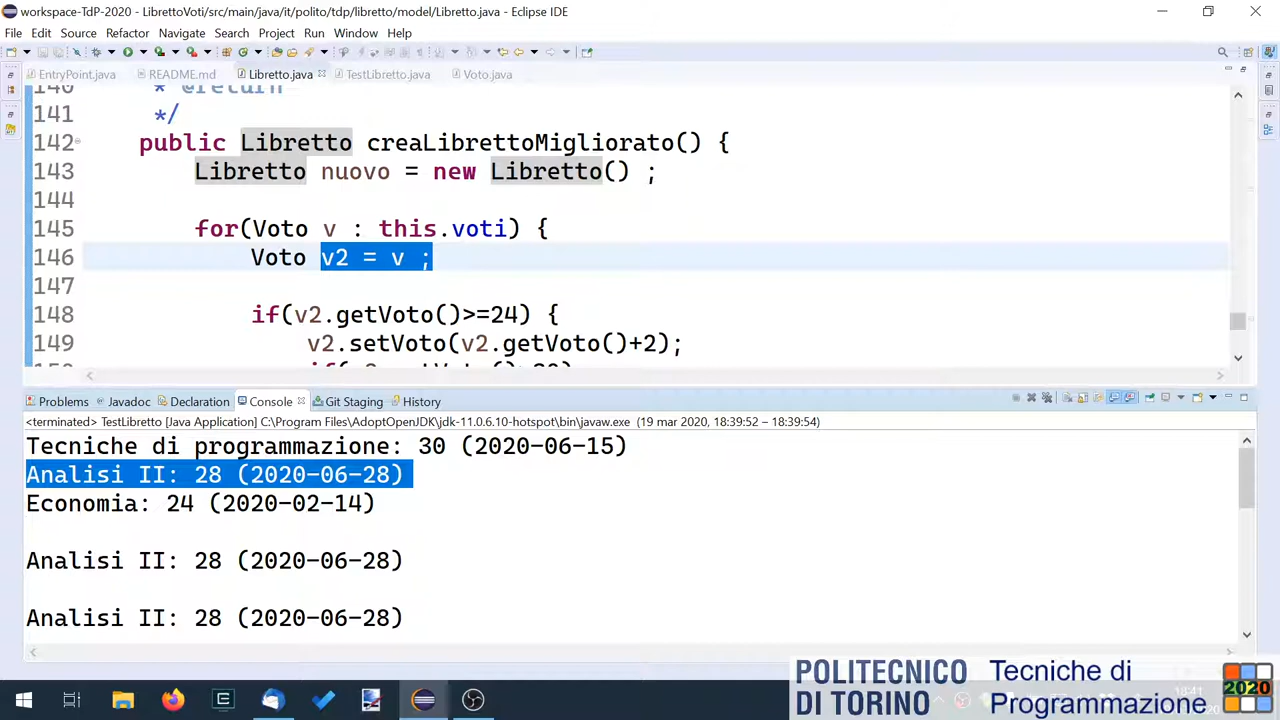 workspace-TdP-2020 - LibrettoVoti/src/main/java/it/polito/tdp/libretto/model/Libretto.java - Eclipse IDE
File Edit Source Refactor Navigate Search Project Run Window Help
EntryPoint.java README.md Libretto.java TestLibretto.java Voto.java
140 * @return
141 */
142 public Libretto creaLibrettoMigliorato() {
143 Libretto nuovo = new Libretto() ;
144
145 for(Voto v : this.voti) {
146 Voto v2 = v ;
147
148 if(v2.getVoto()>=24) {
149 v2.setVoto(v2.getVoto()+2);
Problems Javadoc Declaration Console Git Staging History
<terminated> TestLibretto [Java Application] C:\Program Files\AdoptOpenJDK\jdk-11.0.6.10-hotspot\bin\javaw.exe (19 mar 2020, 18:39:52 – 18:39:54)
Tecniche di programmazione: 30 (2020-06-15)
Analisi II: 28 (2020-06-28)
Economia: 24 (2020-02-14)
Analisi II: 28 (2020-06-28)
Analisi II: 28 (2020-06-28)
POLITECNICO
DI TORINO
Tecniche di
Programmazione
2020